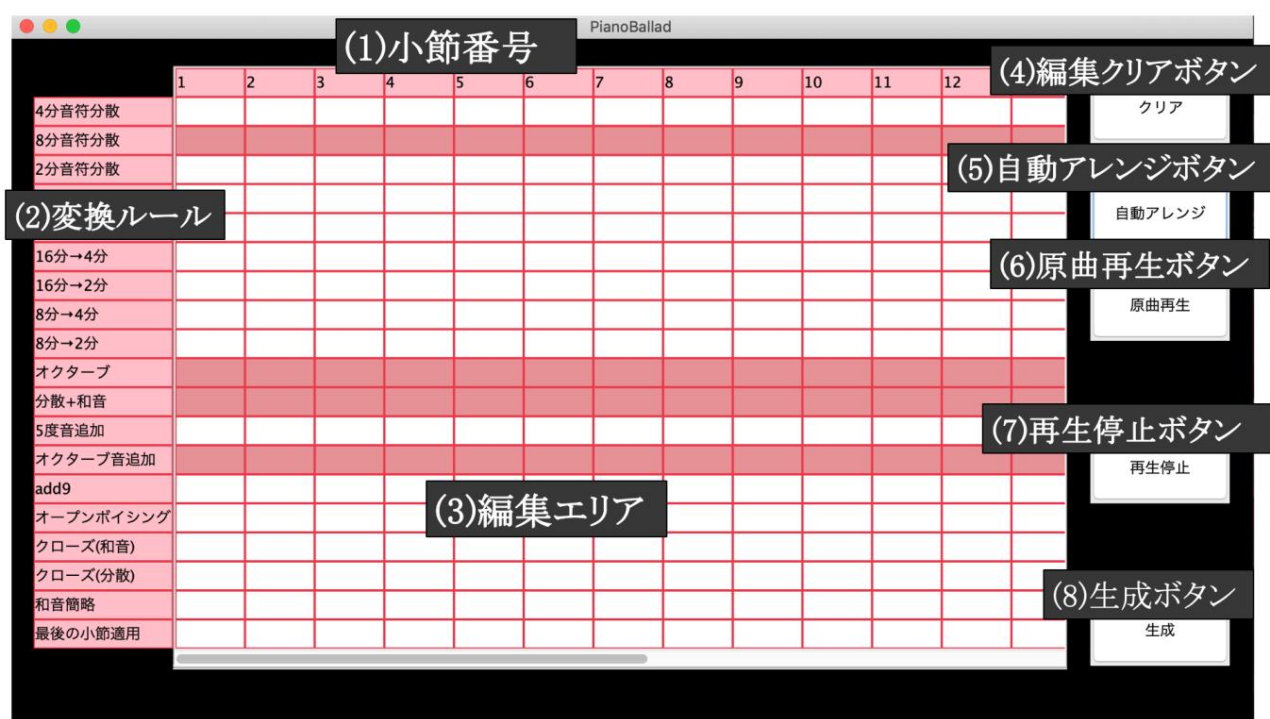 PianoBallad
(1)小節番号
1 2 3 4 5 6 7 8 9 10 11 12
(4)編集クリアボタン
クリア
4分音符分散
8分音符分散
2分音符分散
(5)自動アレンジボタン
自動アレンジ
(2)変換ルール
(6)原曲再生ボタン
原曲再生
16分→4分
16分→2分
8分→4分
8分→2分
オクターブ
分散+和音
5度音追加
オクターブ音追加
(7)再生停止ボタン
再生停止
add9
(3)編集エリア
オープンボイシング
クローズ(和音)
クローズ(分散)
和音簡略
最後の小節適用
(8)生成ボタン
生成